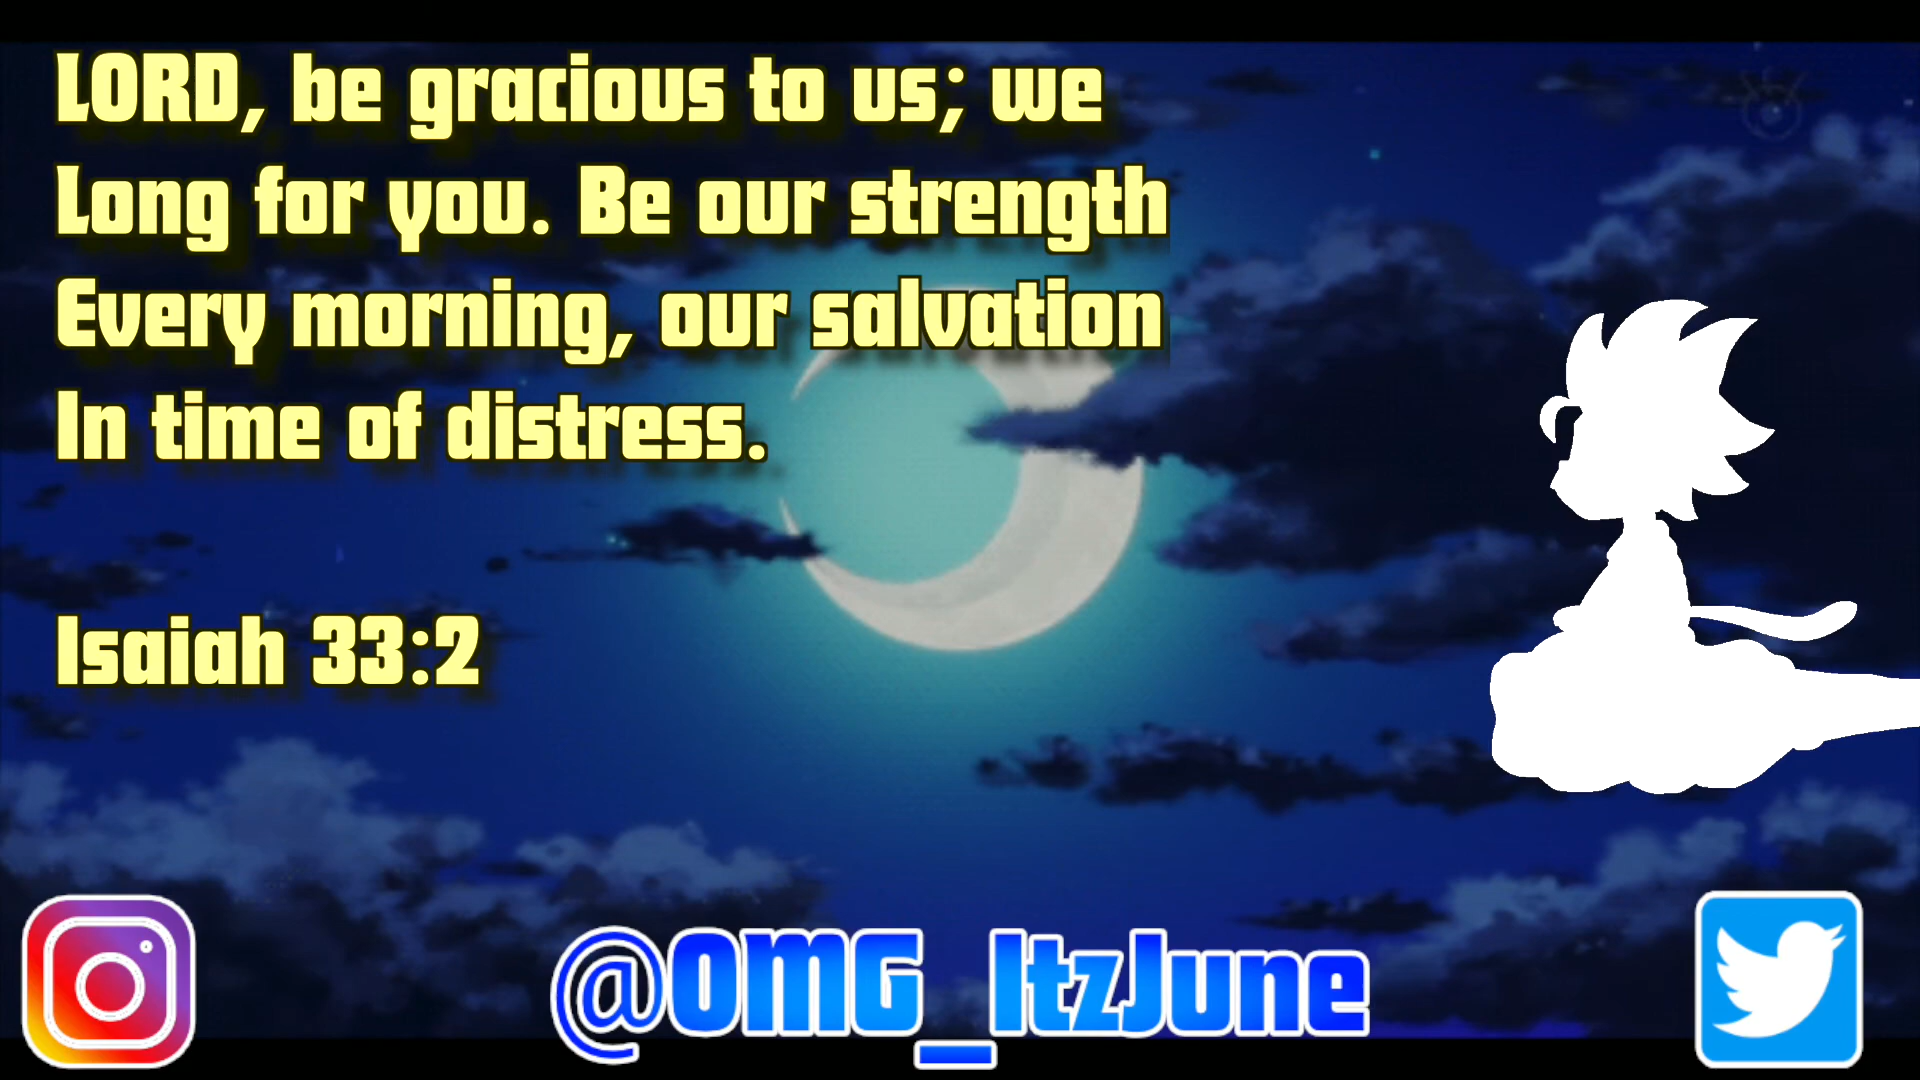 LORD, be gracious to us; we
Long for you. Be our strength
Every morning, our salvation
In time of distress.
Isaiah 33:2
@OMG_ItzJune